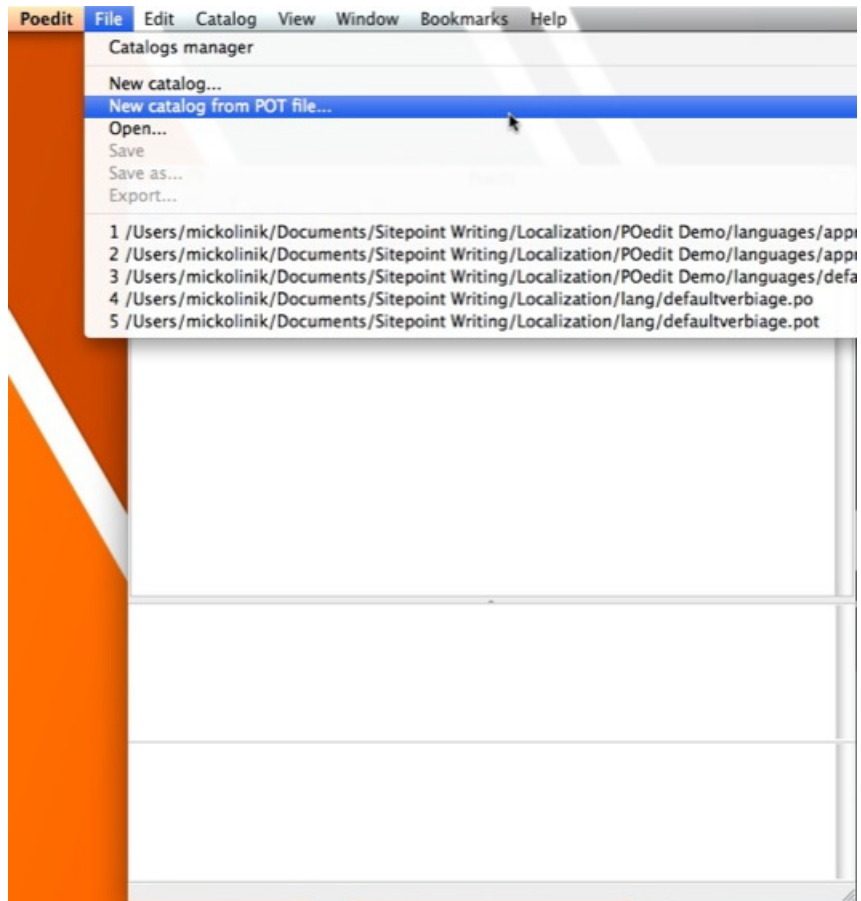 Poedit File Edit Catalog View Window Bookmarks Help
Catalogs manager
New catalog...
New catalog from POT file...
Open...
Save
Save as...
Export...
1 /Users/mickolinik/Documents/Sitepoint Writing/Localization/POedit Demo/languages/appr
2 /Users/mickolinik/Documents/Sitepoint Writing/Localization/POedit Demo/languages/appr
3 /Users/mickolinik/Documents/Sitepoint Writing/Localization/POedit Demo/languages/defa
4 /Users/mickolinik/Documents/Sitepoint Writing/Localization/lang/defaultverbiage.po
5 /Users/mickolinik/Documents/Sitepoint Writing/Localization/lang/defaultverbiage.pot